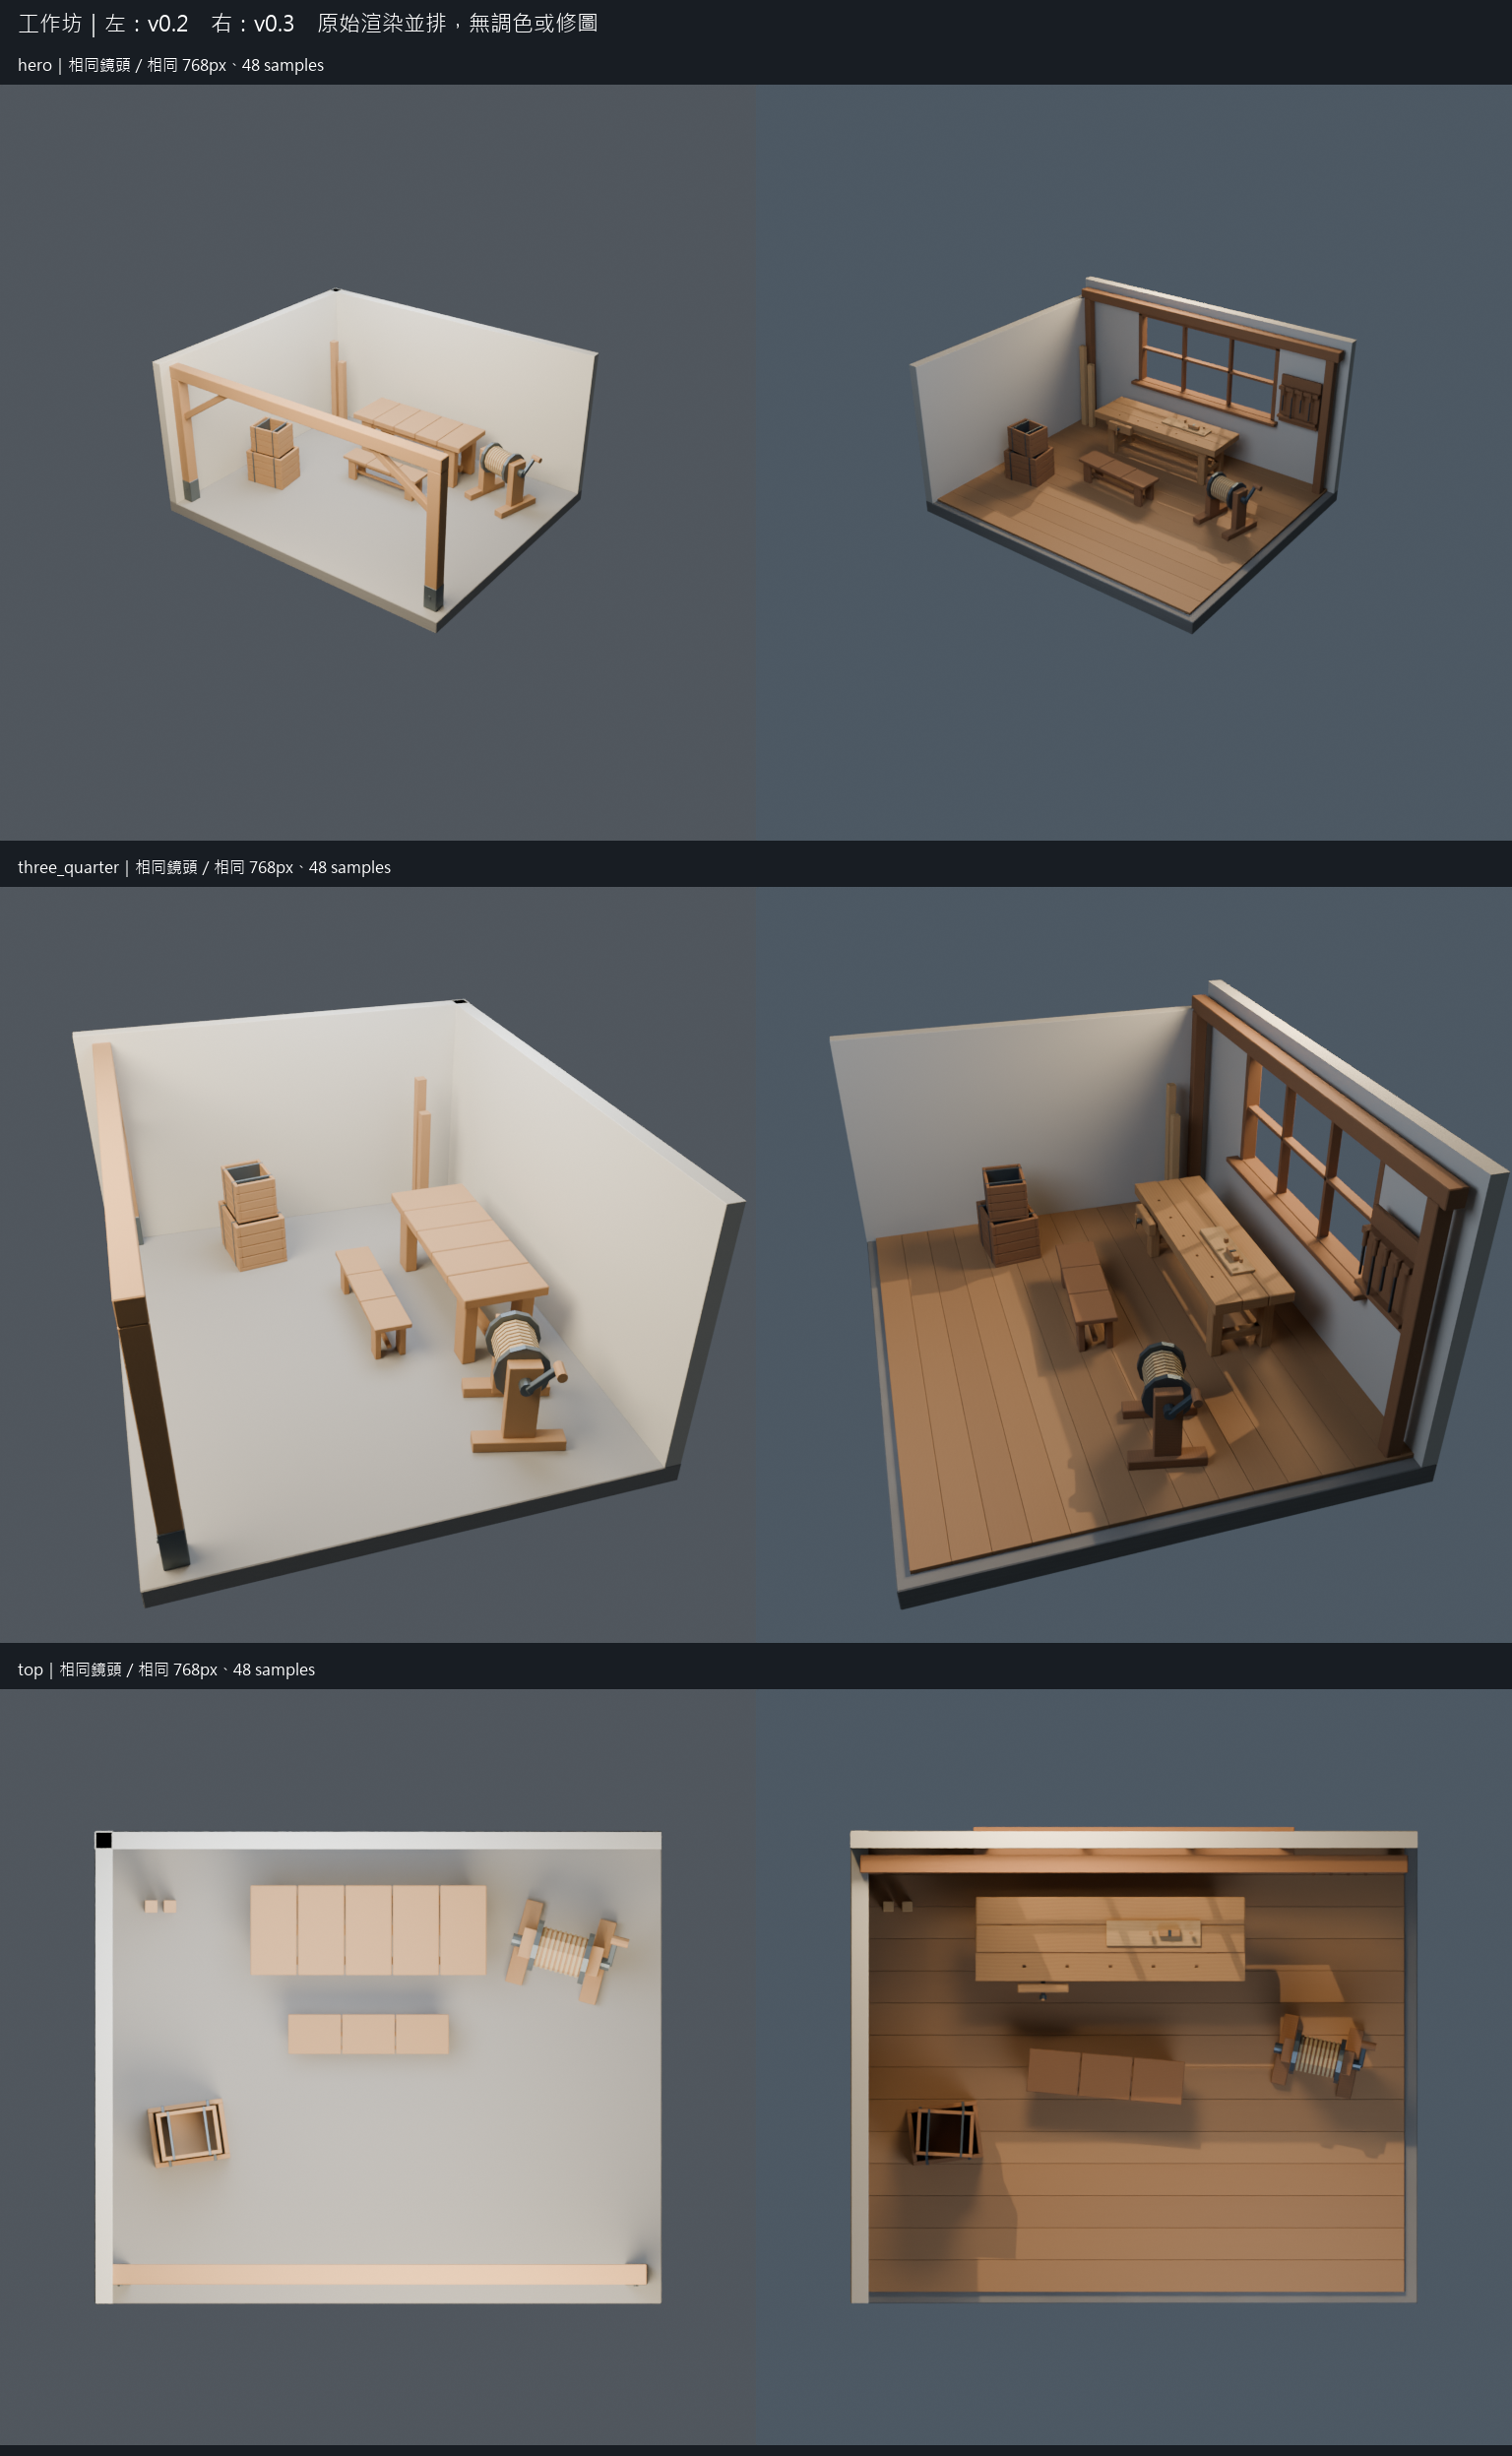 工作坊｜左：v0.2　右：v0.3　原始渲染並排，無調色或修圖
hero｜相同鏡頭 / 相同 768px、48 samples
three_quarter｜相同鏡頭 / 相同 768px、48 samples
top｜相同鏡頭 / 相同 768px、48 samples